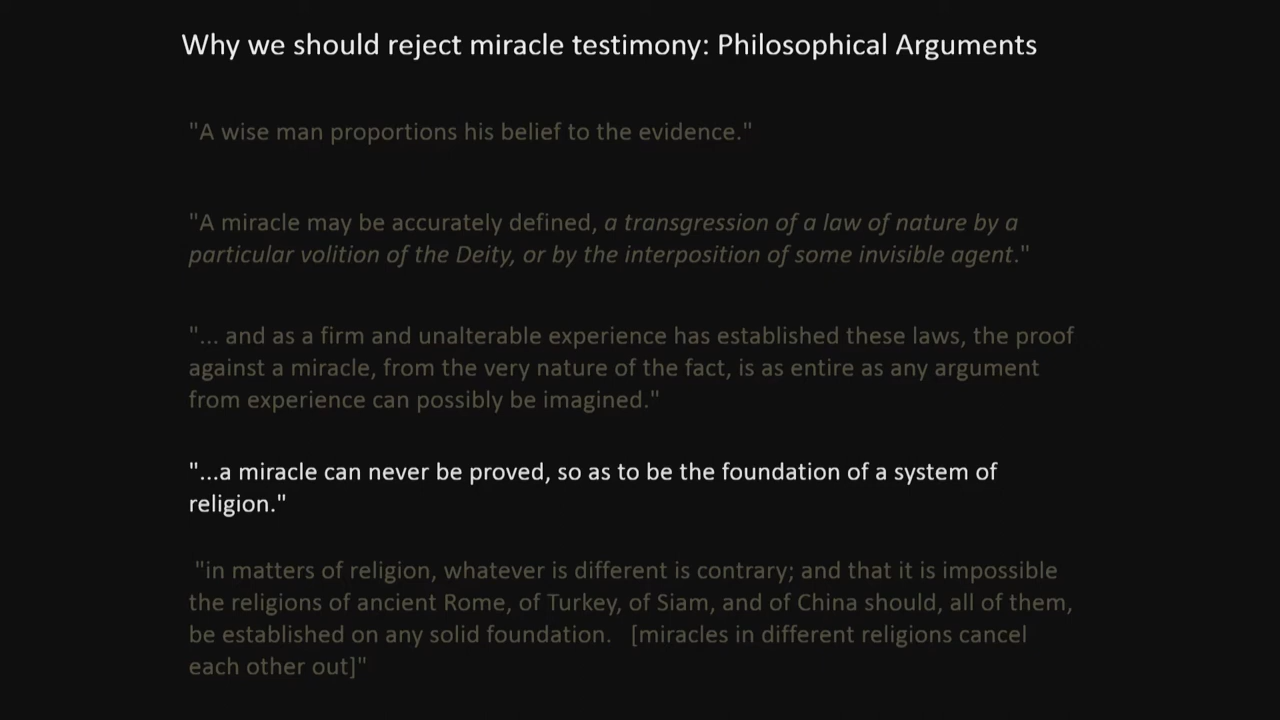 Why we should reject miracle testimony: Philosophical Arguments
"A wise man proportions his belief to the evidence."
"A miracle may be accurately defined, a transgression of a law of nature by a
particular volition of the Deity, or by the interposition of some invisible agent."
"... and as a firm and unalterable experience has established these laws, the proof
against a miracle, from the very nature of the fact, is as entire as any argument
from experience can possibly be imagined."
"...a miracle can never be proved, so as to be the foundation of a system of
religion."
"in matters of religion, whatever is different is contrary; and that it is impossible
the religions of ancient Rome, of Turkey, of Siam, and of China should, all of them,
be established on any solid foundation. [miracles in different religions cancel
each other out]"